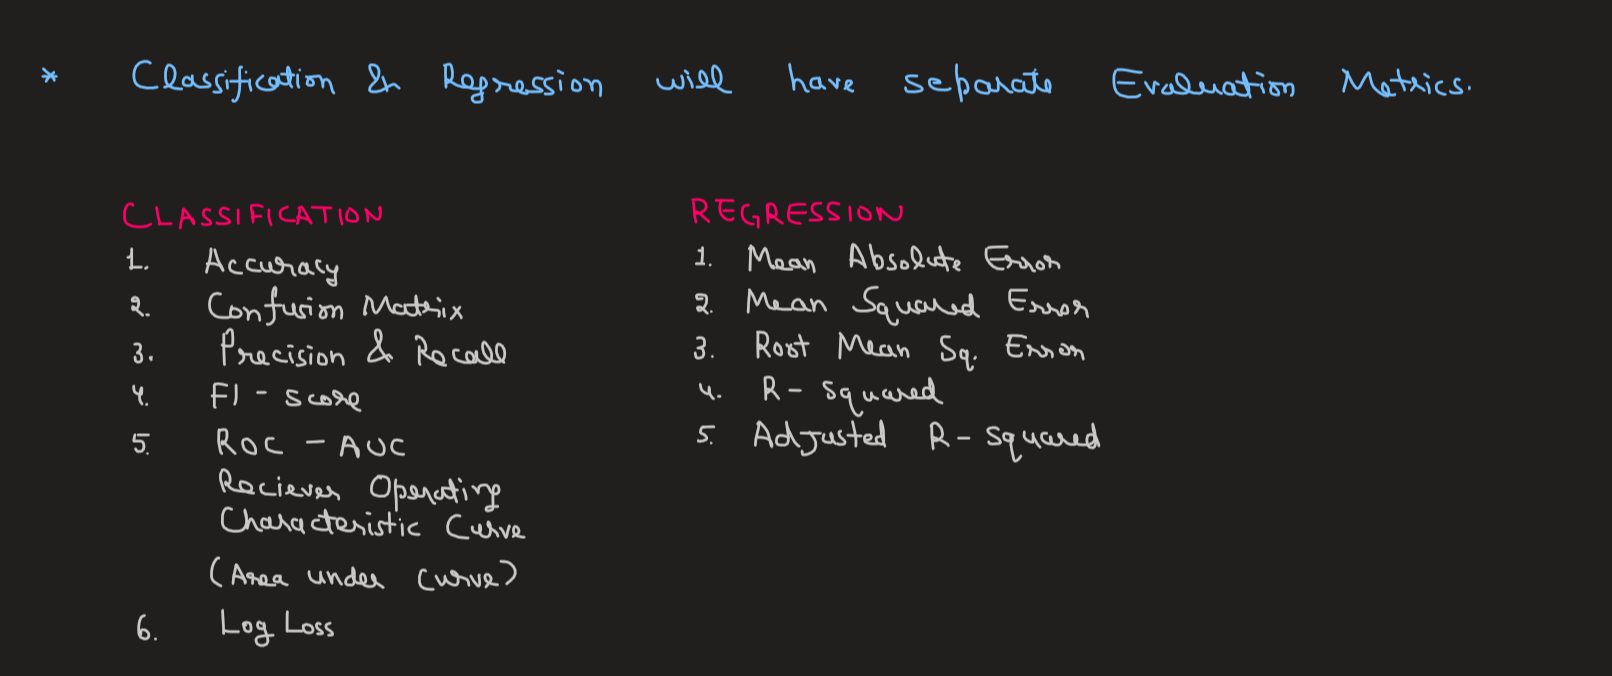 * Classification & Regression will have separate Evaluation Metrics.
CLASSIFICATION
1. Accuracy
2. Confusion Matrix
3. Precision & Recall
4. F1 - score
5. ROC - AUC
Reciever Operating
Characteristic Curve
(Area under curve)
6. Log Loss
REGRESSION
1. Mean Absolute Error
2. Mean Squared Error
3. Root Mean Sq. Error
4. R - squared
5. Adjusted R - squared